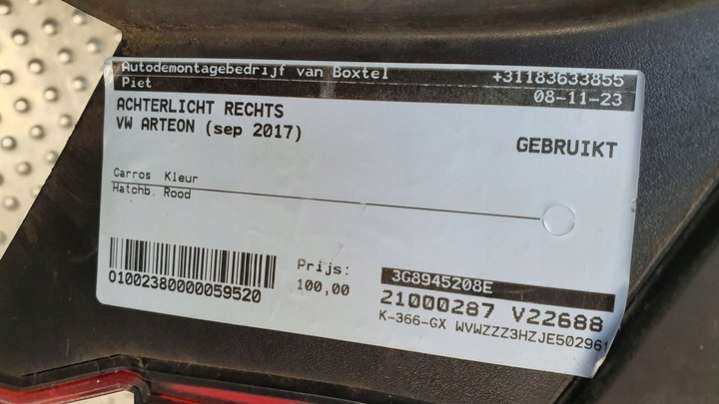 Autodemontagebedrijf van Boxtel +31183633855
Piet 08-11-23
ACHTERLICHT RECHTS
VW ARTEON (sep 2017)
GEBRUIKT
Carros Kleur
Hatchb. Rood
Prijs:
100,00
01002380000059520
3G8945208E
21000287 V22688
K-366-GX WVWZZZ3HZJE502961